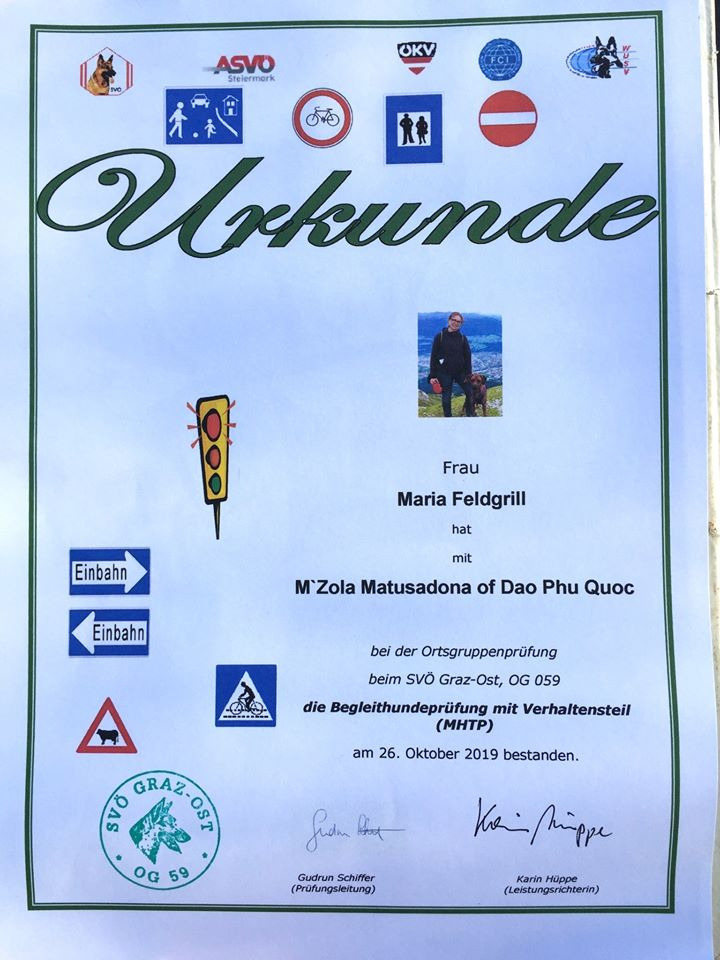 SVÖ
ASVÖ
Steiermark
ÖKV
F.C.I
WUSV
Urkunde
Frau
Maria Feldgrill
hat
mit
M`Zola Matusadona of Dao Phu Quoc
Einbahn
Einbahn
bei der Ortsgruppenprüfung
beim SVÖ Graz-Ost, OG 059
die Begleithundeprüfung mit Verhaltensteil
(MHTP)
am 26. Oktober 2019 bestanden.
SVÖ GRAZ-OST
OG 59
Karin Hüppe
Gudrun Schiffer
(Prüfungsleitung)
Karin Hüppe
(Leistungsrichterin)